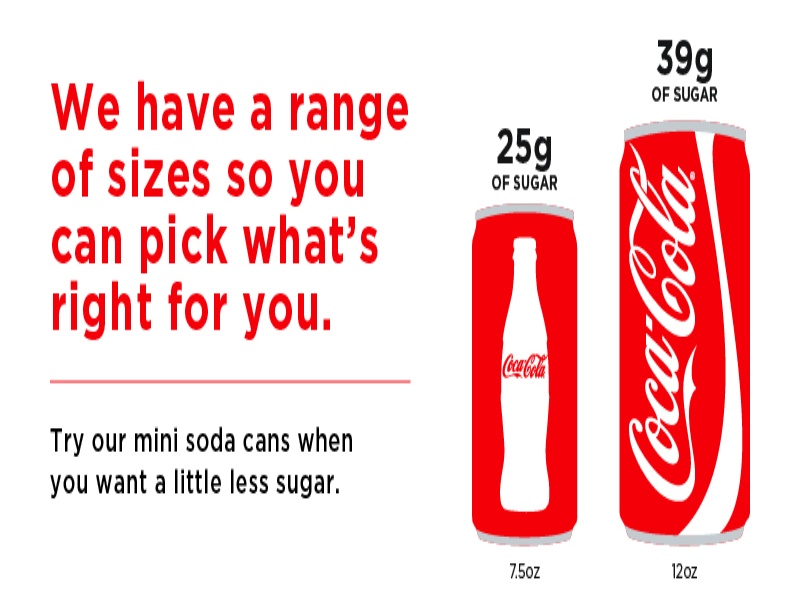 We have a range
of sizes so you
can pick what's
right for you.
Try our mini soda cans when
you want a little less sugar.
25g
OF SUGAR
Coca-Cola
7.5oz
39g
OF SUGAR
Coca-Cola®
12oz